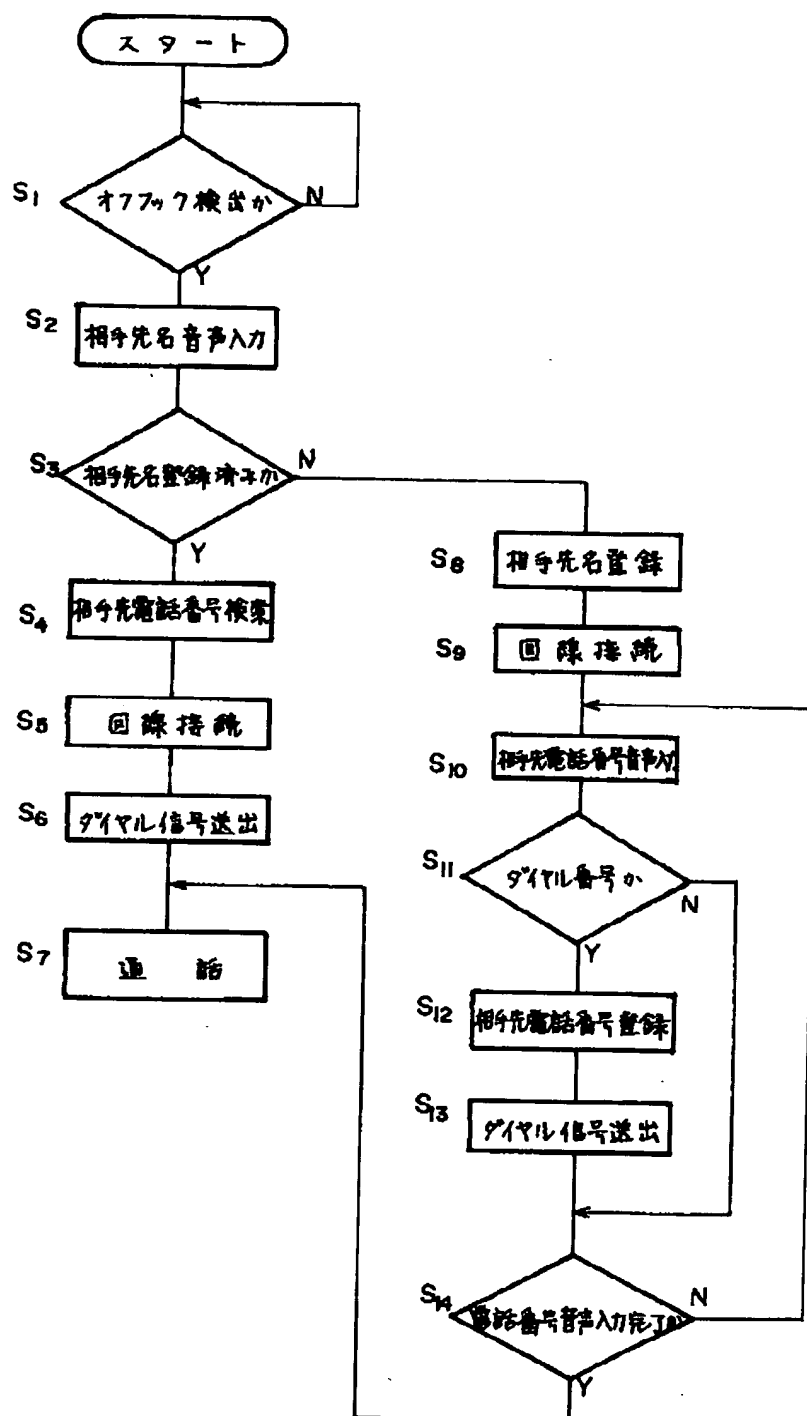 スタート
S1
オフフック検出か
N
Y
S2
相手先名音声入力
S3
相手先名登録済みか
N
Y
S4
相手先電話番号検索
S5
回線接続
S6
ダイヤル信号送出
S7
通話
S8
相手先名登録
S9
回線接続
S10
相手先電話番号音声入力
S11
ダイヤル番号か
N
Y
S12
相手先電話番号登録
S13
ダイヤル信号送出
S14
電話番号音声入力完了か
N
Y